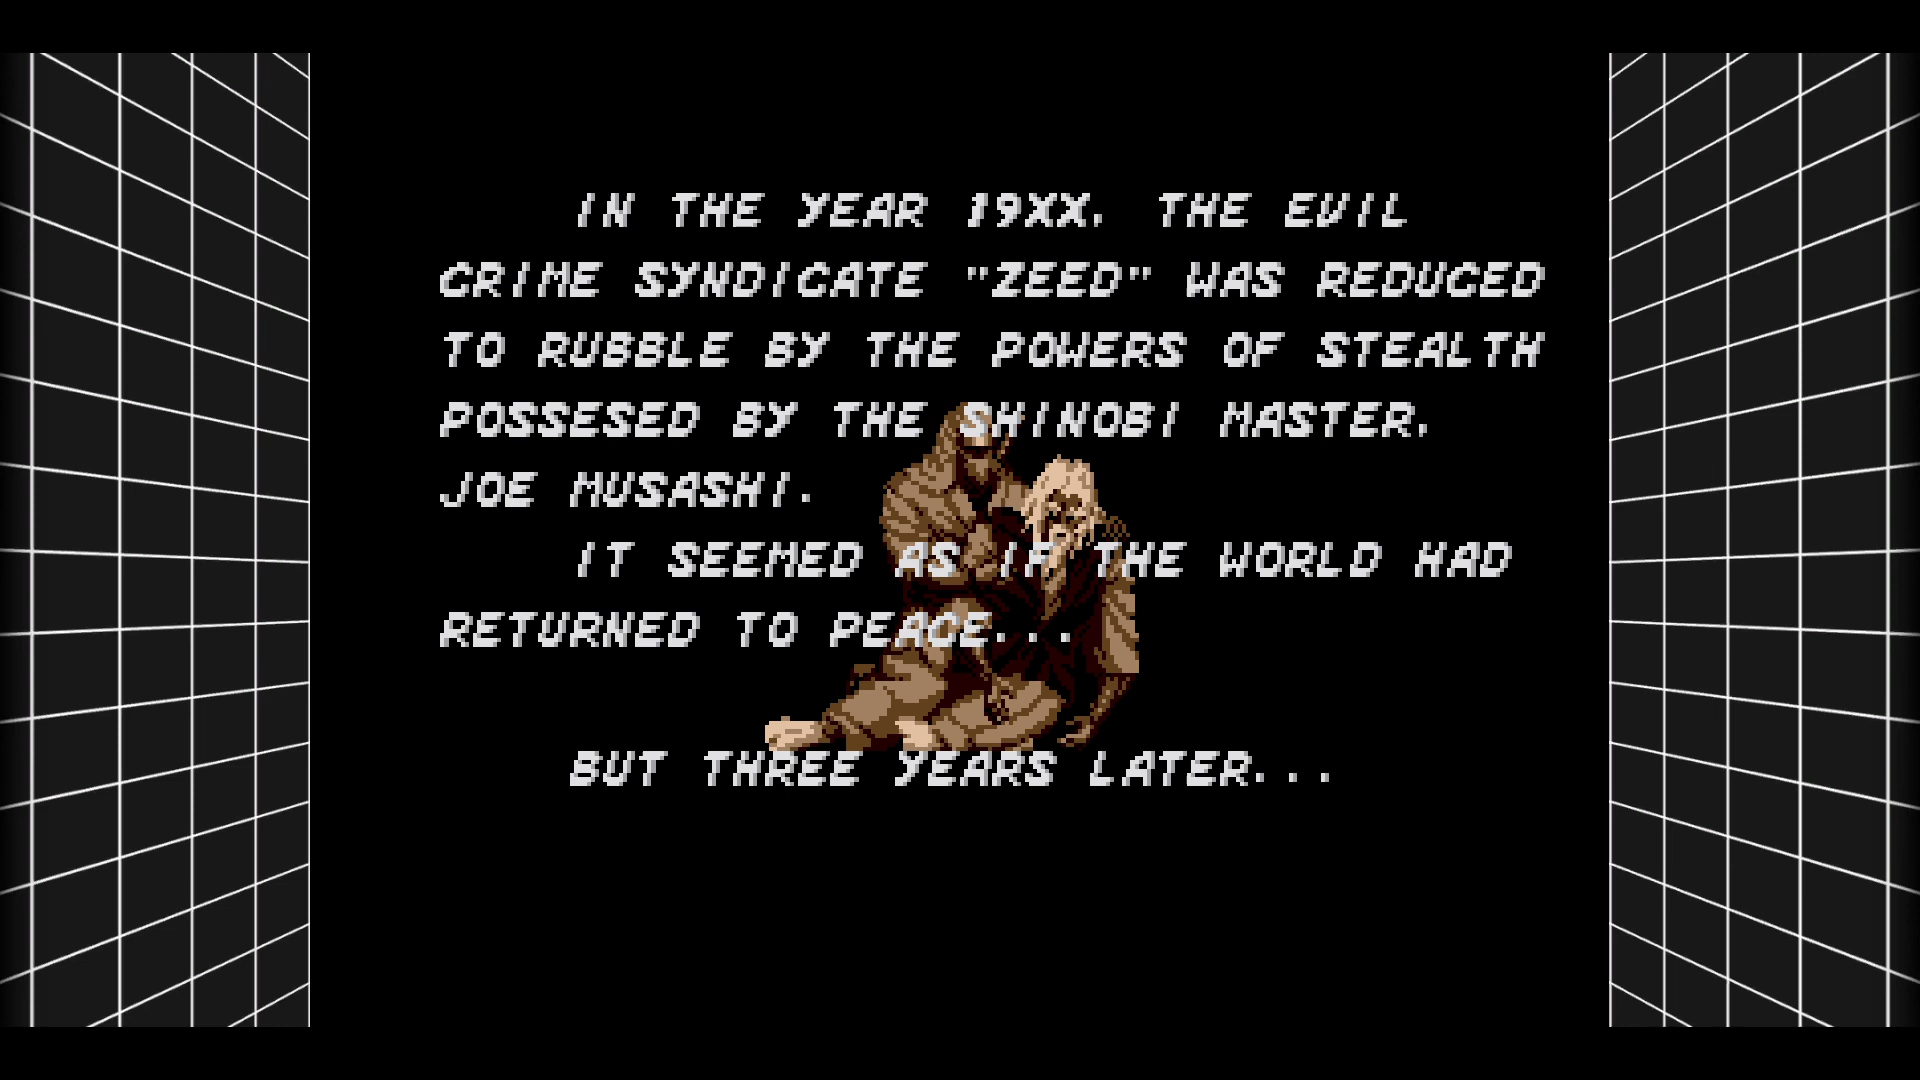 IN THE YEAR 19XX, THE EVIL
CRIME SYNDICATE "ZEED" WAS REDUCED
TO RUBBLE BY THE POWERS OF STEALTH
POSSESED BY THE SHINOBI MASTER,
JOE MUSASHI.
IT SEEMED AS IF THE WORLD HAD
RETURNED TO PEACE...
BUT THREE YEARS LATER...